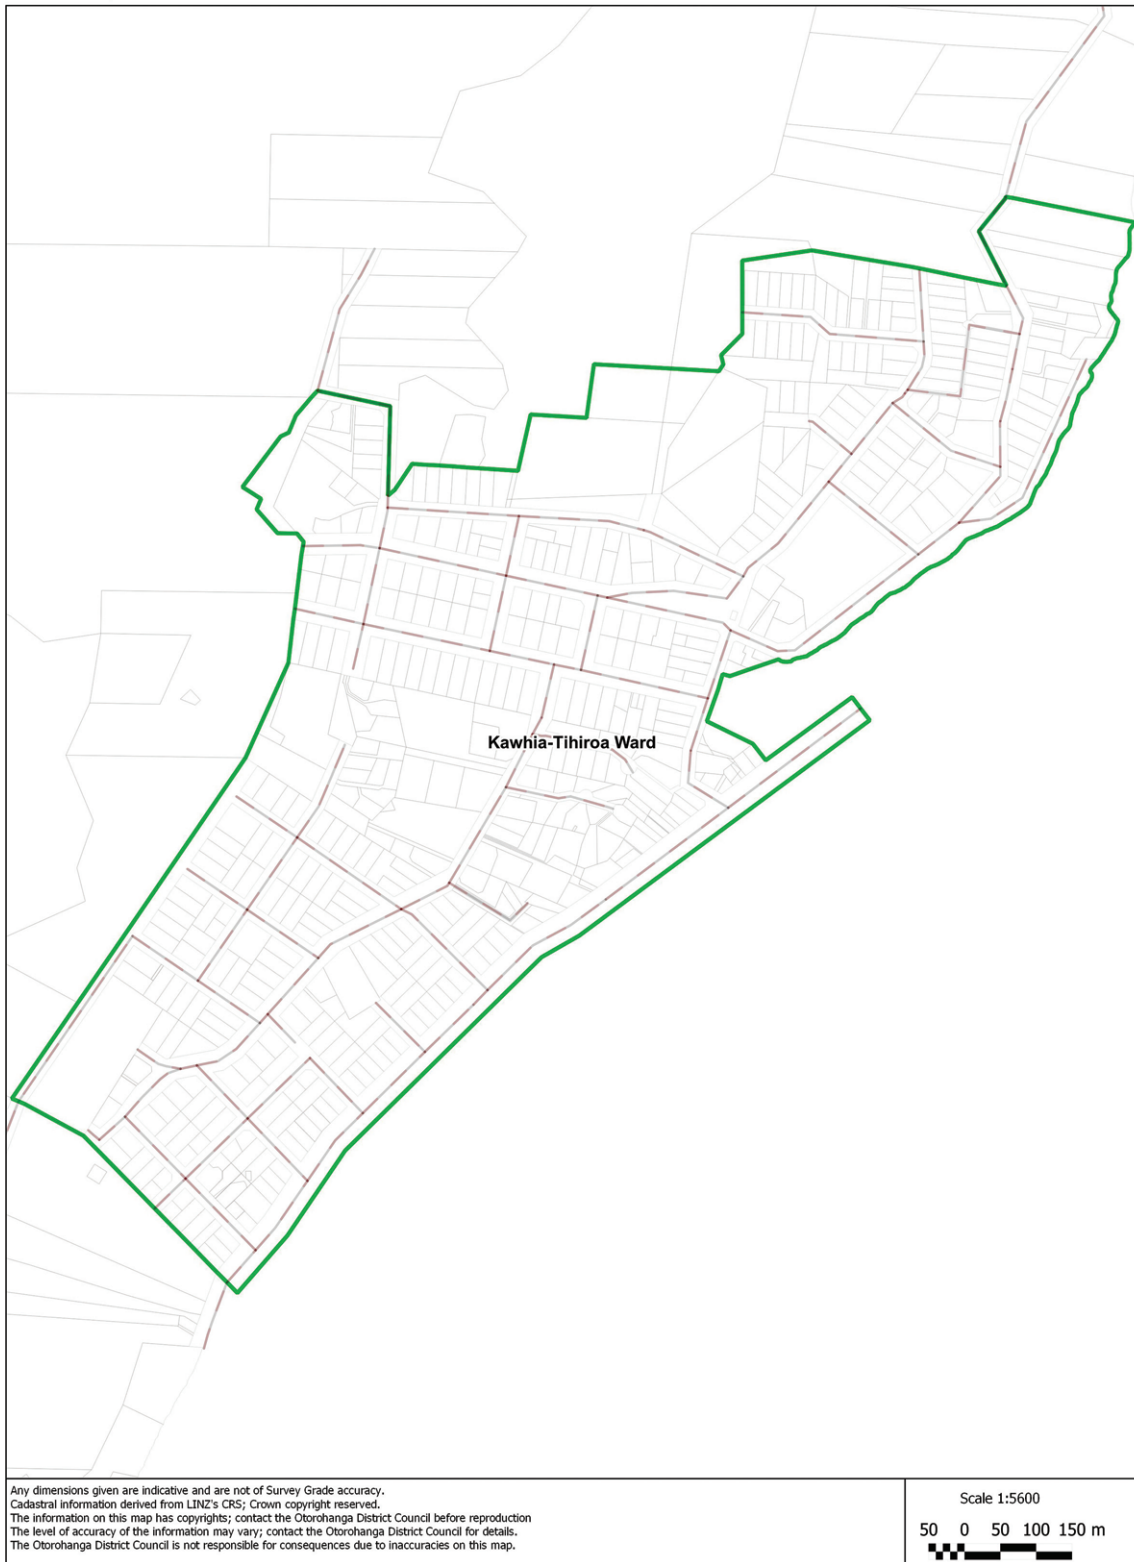 Kawhia-Tihiroa Ward
Any dimensions given are indicative and are not of Survey Grade accuracy.
Cadastral information derived from LINZ's CRS; Crown copyright reserved.
The information on this map has copyrights; contact the Otorohanga District Council before reproduction
The level of accuracy of the information may vary; contact the Otorohanga District Council for details.
The Otorohanga District Council is not responsible for consequences due to inaccuracies on this map.
Scale 1:5600
50 0 50 100 150 m